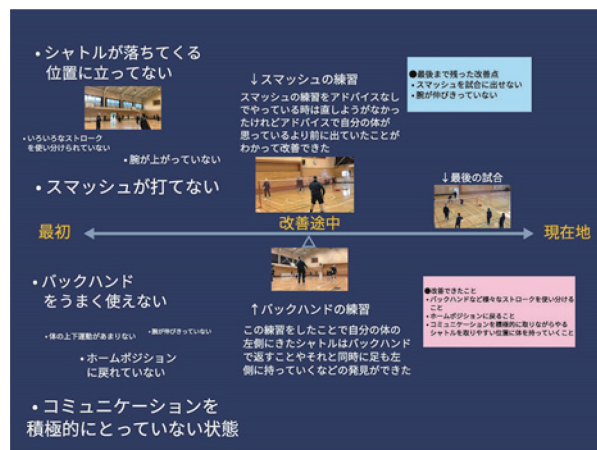 ・シャトルが落ちてくる
位置に立ってない
・いろいろなストローク
を使い分けられていない
・腕が上がっていない
・スマッシュが打てない
↓スマッシュの練習
スマッシュの練習をアドバイスなし
でやっている時は直しようがなかっ
たけれどアドバイスで自分の体が
思っているより前に出ていたことが
わかって改善できた
●最後まで残った改善点
・スマッシュを試合に出せない
・腕が伸びきっていない
↓最後の試合
最初
改善途中
現在地
・バックハンド
をうまく使えない
・体の上下運動があまりない
・腕が伸びきっていない
・ホームポジション
に戻れていない
・コミュニケーションを
積極的にとっていない状態
↑バックハンドの練習
この練習をしたことで自分の体の
左側にきたシャトルはバックハンド
で返すことやそれと同時に足も左
側に持っていくなどの発見ができた
●改善できたこと
・バックハンドなど様々なストロークを使い分ける
こと
・ホームポジションに戻ること
・コミュニケーションを積極的に取りながらやる
シャトルを取りやすい位置に体を持っていくこと